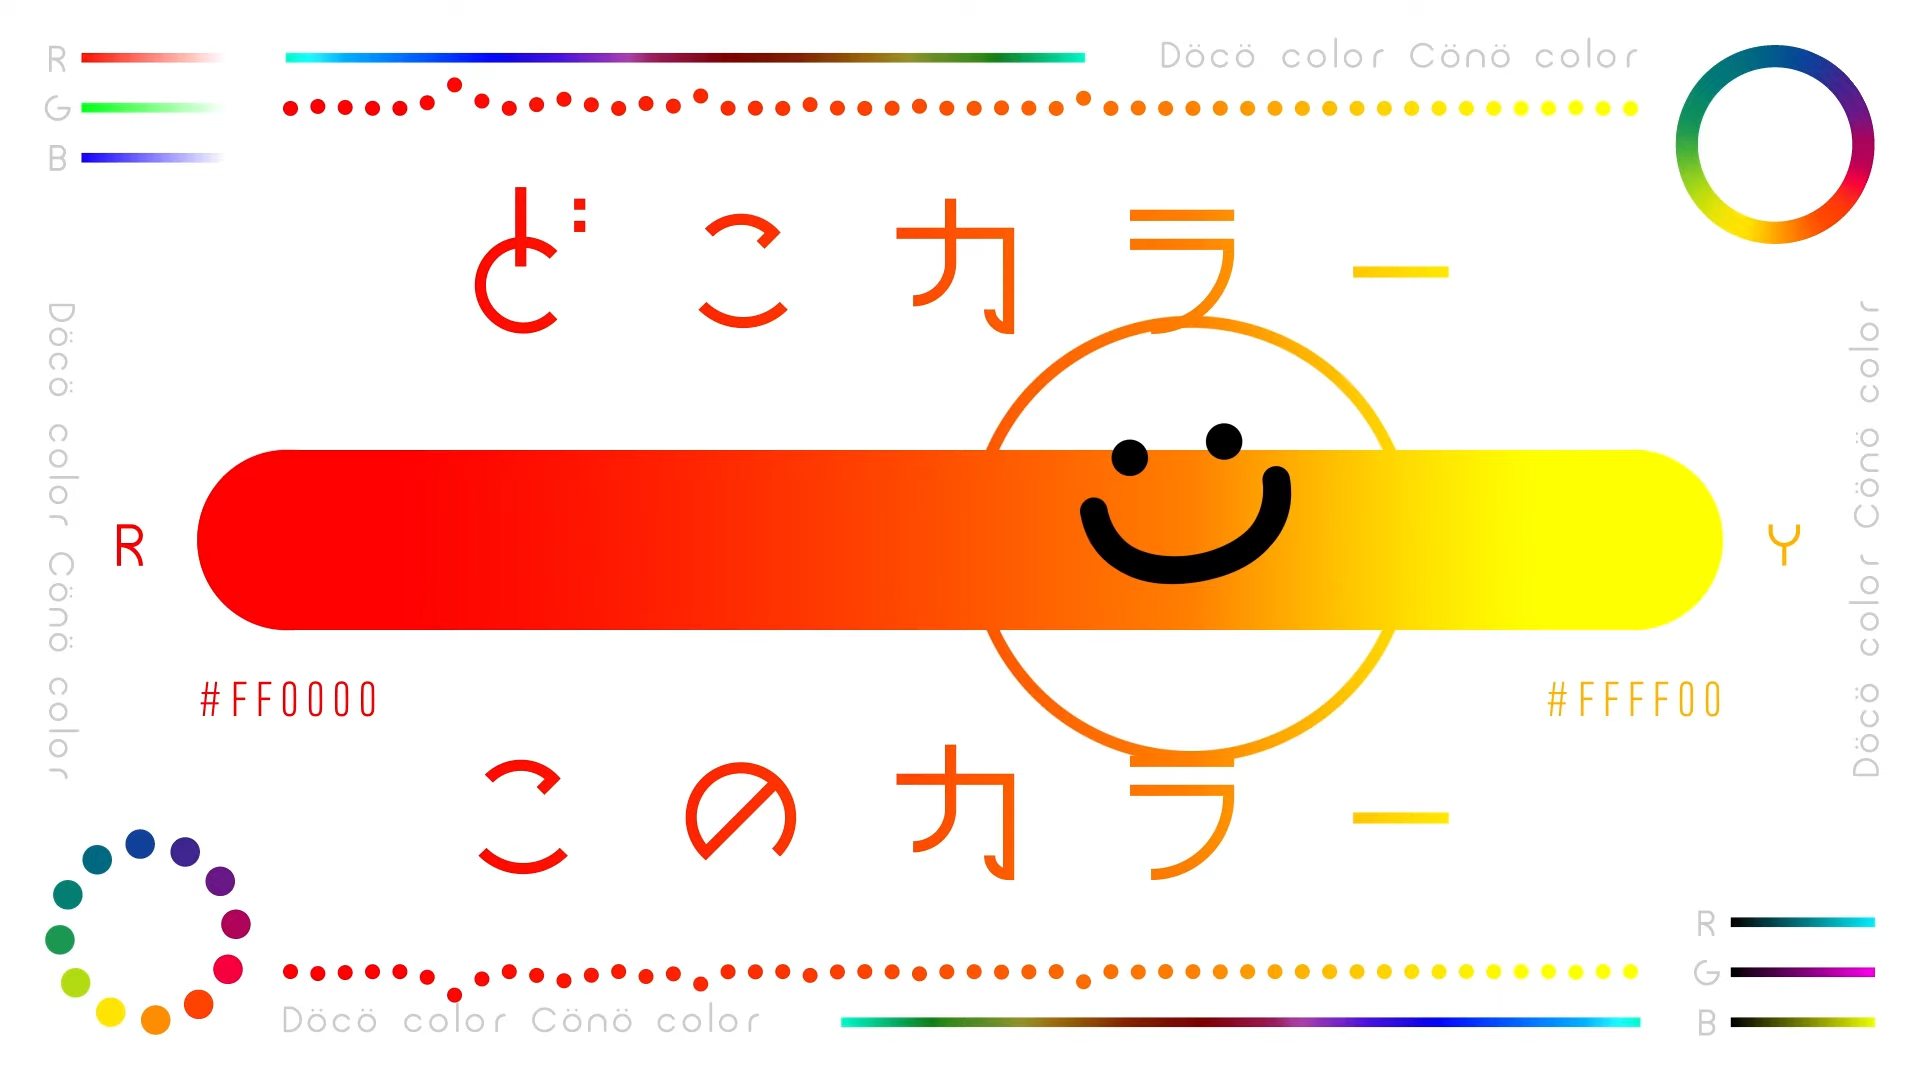 R
G
B
Döcö color Cönö color
どこカラー
Döcö color Cönö color
Döcö color Cönö color
R
Y
#FF0000
#FFFF00
このカラー
R
G
B
Döcö color Cönö color